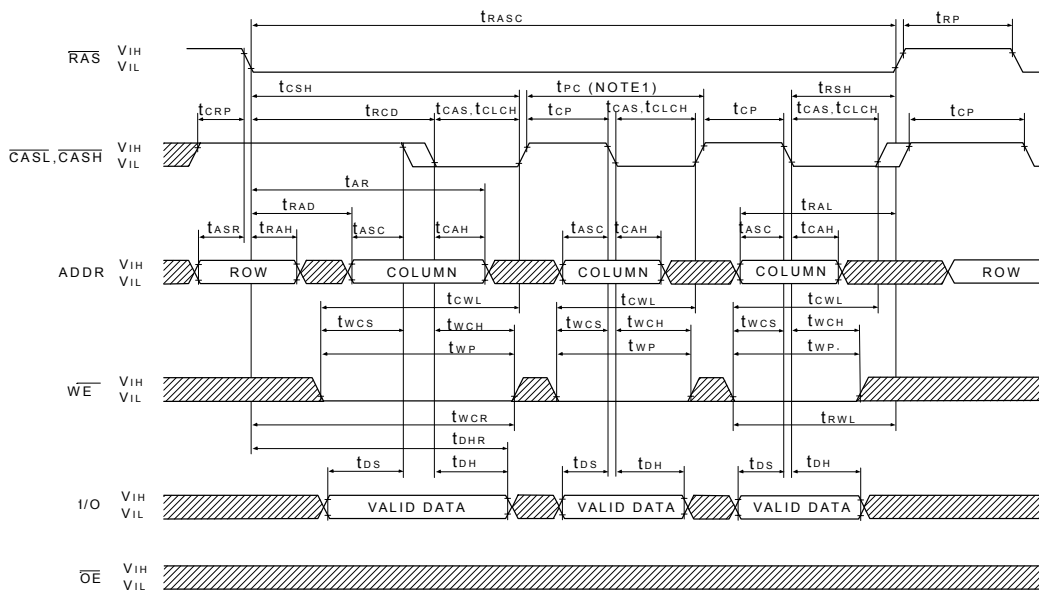 tRASC tRP
RAS VIH
VIL
tCSH tPC (NOTE1) tRSH
tCRP tRCD tCAS,tCLCH tCP tCAS,tCLCH tCP tCAS,tCLCH tCP
CASL,CASH VIH
VIL
tAR
tRAD tRAL
tASR tRAH tASC tCAH tASC tCAH tASC tCAH
ADDR VIH
VIL
ROW COLUMN COLUMN COLUMN ROW
tCWL tCWL tCWL
tWCS tWCH tWCS tWCH tWCS tWCH
tWP tWP tWP.
WE VIH
VIL
tWCR tRWL
tDHR
tDS tDH tDS tDH tDS tDH
I/O VIH
VIL
VALID DATA VALID DATA VALID DATA
OE VIH
VIL